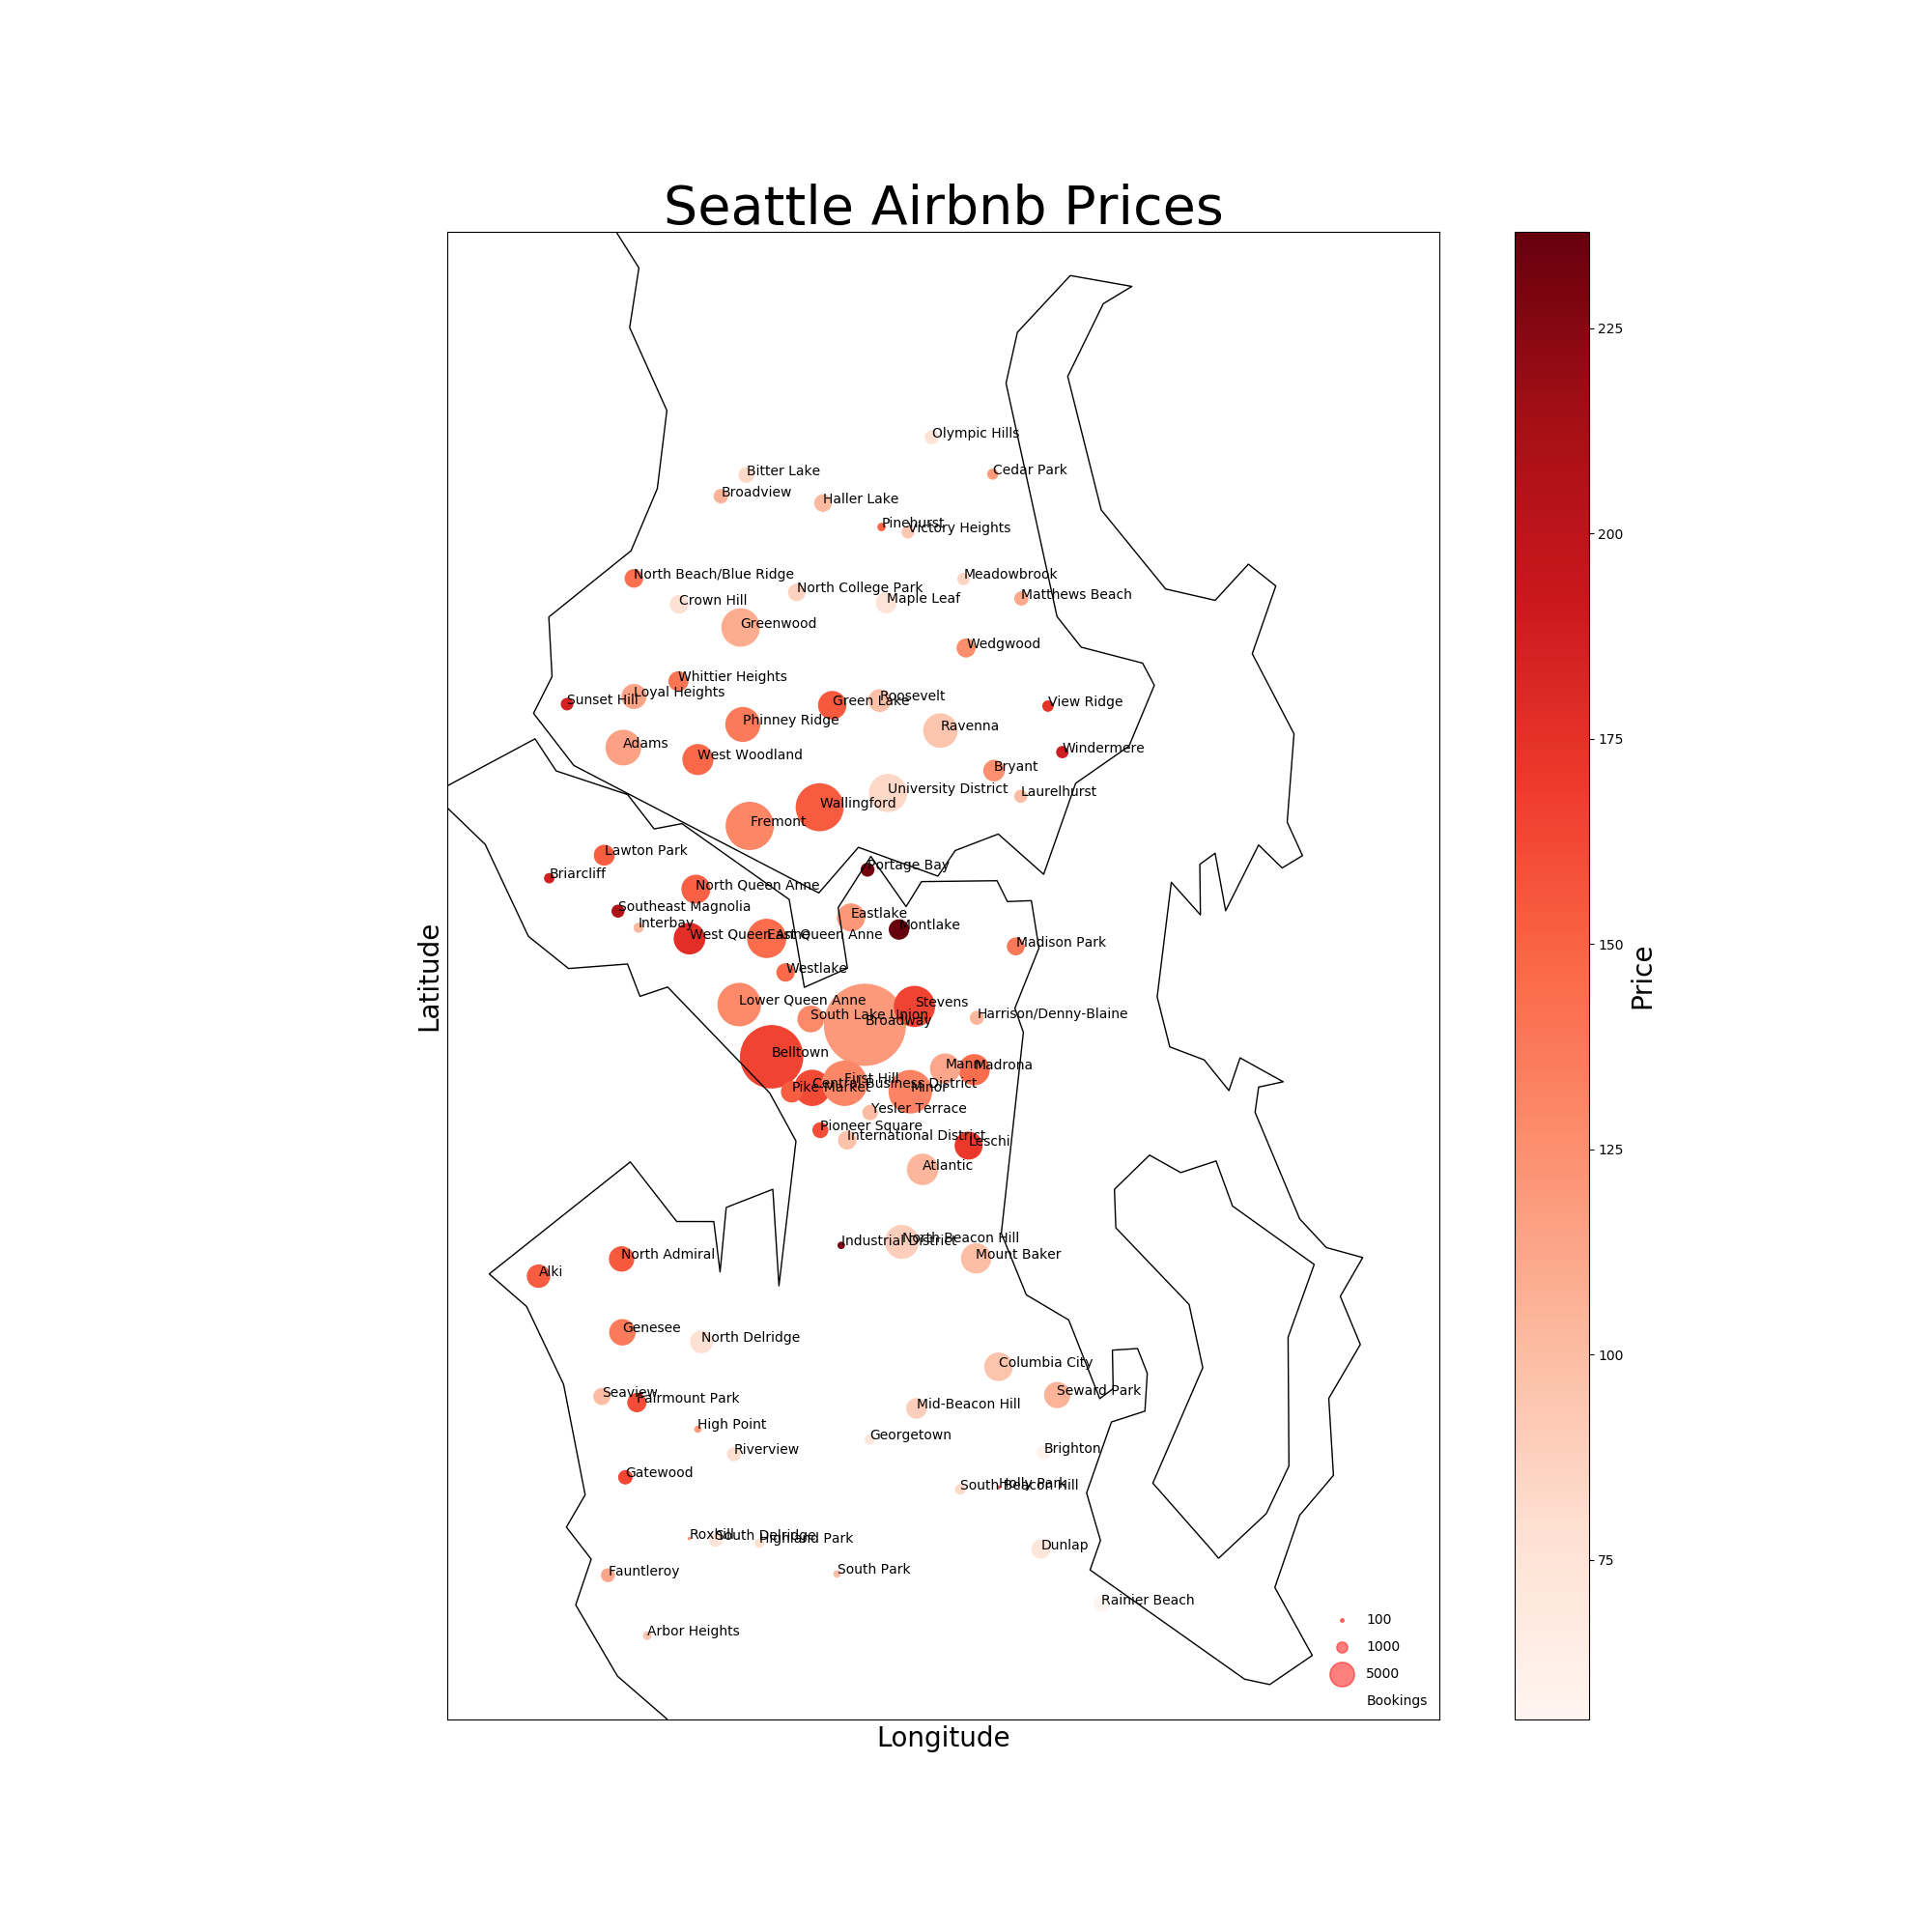 Seattle Airbnb Prices
Olympic Hills
Bitter Lake
Cedar Park
Broadview
Haller Lake
Pinehurst
Victory Heights
North Beach/Blue Ridge
Meadowbrook
North College Park
Matthews Beach
Crown Hill
Maple Leaf
Greenwood
Wedgwood
Whittier Heights
Loyal Heights
Roosevelt
Sunset Hill
Green Lake
View Ridge
Phinney Ridge
Ravenna
Adams
Windermere
West Woodland
Bryant
University District
Laurelhurst
Wallingford
Fremont
Lawton Park
Portage Bay
Briarcliff
North Queen Anne
Southeast Magnolia
Eastlake
Interbay
Montlake
West Queen Anne
East Queen Anne
Madison Park
Westlake
Lower Queen Anne
Stevens
South Lake Union
Harrison/Denny-Blaine
Broadway
Belltown
Mann
Madrona
First Hill
Central Business District
Pike-Market
Minor
Yesler Terrace
Pioneer Square
International District
Leschi
Atlantic
Industrial District
North Beacon Hill
North Admiral
Mount Baker
Alki
Genesee
North Delridge
Columbia City
Seaview
Seward Park
Fairmount Park
Mid-Beacon Hill
High Point
Georgetown
Riverview
Brighton
Gatewood
South Beacon Hill
Holly Park
Roxhill
South Delridge
Highland Park
Dunlap
Fauntleroy
South Park
Rainier Beach
Arbor Heights
100
1000
5000
Bookings
Latitude
Longitude
225
200
175
150
125
100
75
Price